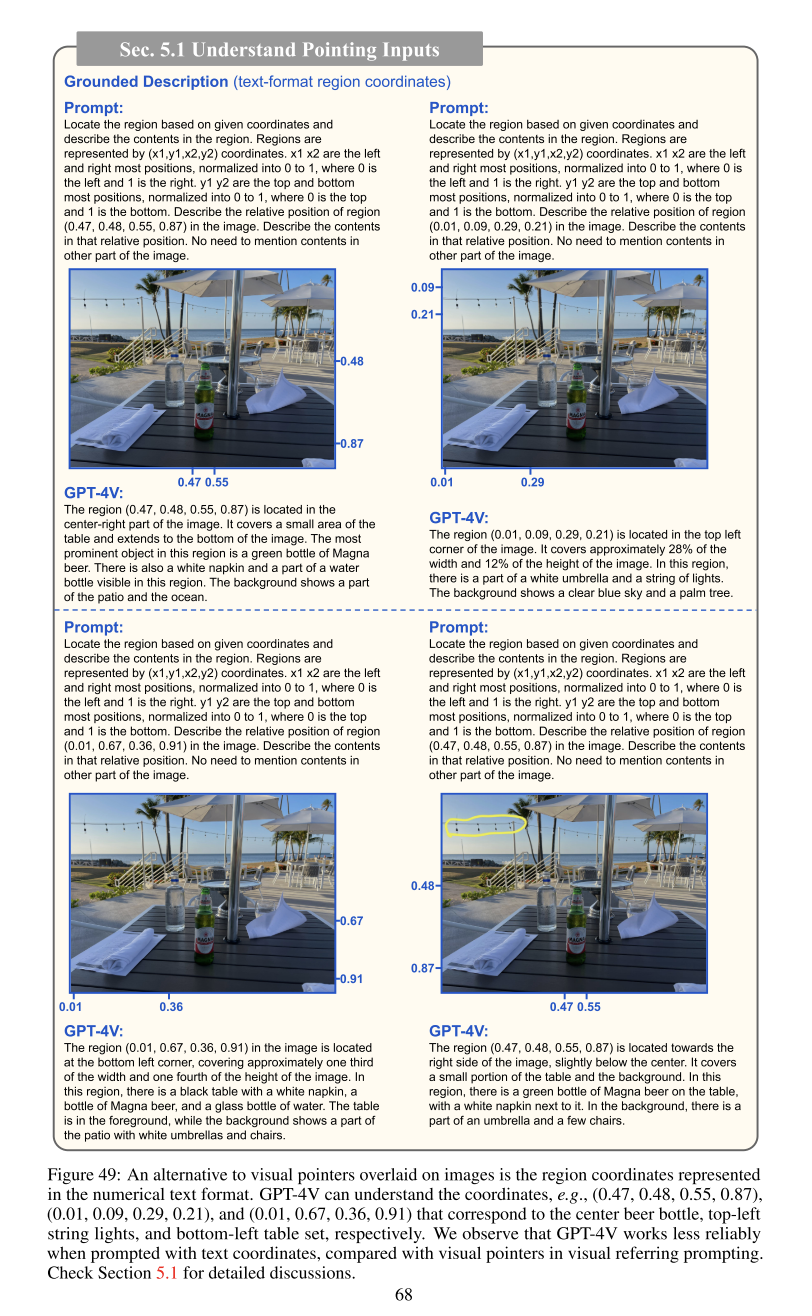 Sec. 5.1 Understand Pointing Inputs
Grounded Description (text-format region coordinates)
Prompt:
Locate the region based on given coordinates and
describe the contents in the region. Regions are
represented by (x1,y1,x2,y2) coordinates. x1 x2 are the left
and right most positions, normalized into 0 to 1, where 0 is
the left and 1 is the right. y1 y2 are the top and bottom
most positions, normalized into 0 to 1, where 0 is the top
and 1 is the bottom. Describe the relative position of region
(0.47, 0.48, 0.55, 0.87) in the image. Describe the contents
in that relative position. No need to mention contents in
other part of the image.
0.48
0.87
0.47 0.55
GPT-4V:
The region (0.47, 0.48, 0.55, 0.87) is located in the
center-right part of the image. It covers a small area of the
table and extends to the bottom of the image. The most
prominent object in this region is a green bottle of Magna
beer. There is also a white napkin and a part of a water
bottle visible in this region. The background shows a part
of the patio and the ocean.
Prompt:
Locate the region based on given coordinates and
describe the contents in the region. Regions are
represented by (x1,y1,x2,y2) coordinates. x1 x2 are the left
and right most positions, normalized into 0 to 1, where 0 is
the left and 1 is the right. y1 y2 are the top and bottom
most positions, normalized into 0 to 1, where 0 is the top
and 1 is the bottom. Describe the relative position of region
(0.01, 0.09, 0.29, 0.21) in the image. Describe the contents
in that relative position. No need to mention contents in
other part of the image.
0.09
0.21
0.01 0.29
GPT-4V:
The region (0.01, 0.09, 0.29, 0.21) is located in the top left
corner of the image. It covers approximately 28% of the
width and 12% of the height of the image. In this region,
there is a part of a white umbrella and a string of lights.
The background shows a clear blue sky and a palm tree.
Prompt:
Locate the region based on given coordinates and
describe the contents in the region. Regions are
represented by (x1,y1,x2,y2) coordinates. x1 x2 are the left
and right most positions, normalized into 0 to 1, where 0 is
the left and 1 is the right. y1 y2 are the top and bottom
most positions, normalized into 0 to 1, where 0 is the top
and 1 is the bottom. Describe the relative position of region
(0.01, 0.67, 0.36, 0.91) in the image. Describe the contents
in that relative position. No need to mention contents in
other part of the image.
0.67
0.91
0.01 0.36
GPT-4V:
The region (0.01, 0.67, 0.36, 0.91) in the image is located
at the bottom left corner, covering approximately one third
of the width and one fourth of the height of the image. In
this region, there is a black table with a white napkin, a
bottle of Magna beer, and a glass bottle of water. The table
is in the foreground, while the background shows a part of
the patio with white umbrellas and chairs.
Prompt:
Locate the region based on given coordinates and
describe the contents in the region. Regions are
represented by (x1,y1,x2,y2) coordinates. x1 x2 are the left
and right most positions, normalized into 0 to 1, where 0 is
the left and 1 is the right. y1 y2 are the top and bottom
most positions, normalized into 0 to 1, where 0 is the top
and 1 is the bottom. Describe the relative position of region
(0.47, 0.48, 0.55, 0.87) in the image. Describe the contents
in that relative position. No need to mention contents in
other part of the image.
0.48
0.87
0.47 0.55
GPT-4V:
The region (0.47, 0.48, 0.55, 0.87) is located towards the
right side of the image, slightly below the center. It covers
a small portion of the table and the background. In this
region, there is a green bottle of Magna beer on the table,
with a white napkin next to it. In the background, there is a
part of an umbrella and a few chairs.
Figure 49: An alternative to visual pointers overlaid on images is the region coordinates represented
in the numerical text format. GPT-4V can understand the coordinates, e.g., (0.47, 0.48, 0.55, 0.87),
(0.01, 0.09, 0.29, 0.21), and (0.01, 0.67, 0.36, 0.91) that correspond to the center beer bottle, top-left
string lights, and bottom-left table set, respectively. We observe that GPT-4V works less reliably
when prompted with text coordinates, compared with visual pointers in visual referring prompting.
Check Section 5.1 for detailed discussions.
68